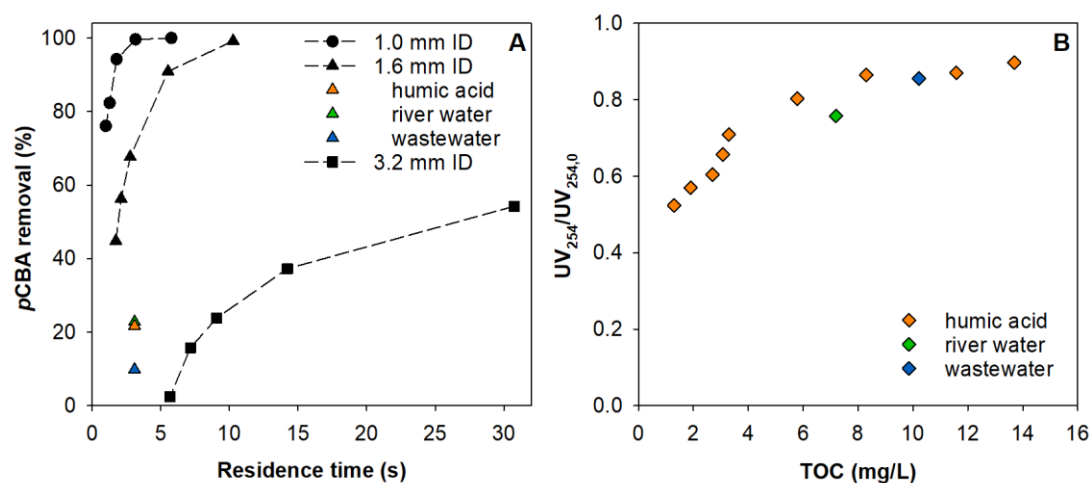 A
100
80
60
40
20
0
pCBA removal (%)
0 5 10 15 20 25 30
Residence time (s)
1.0 mm ID
1.6 mm ID
humic acid
river water
wastewater
3.2 mm ID
B
1.0
0.8
0.6
0.4
0.2
0.0
UV254/UV254,0
0 2 4 6 8 10 12 14 16
TOC (mg/L)
humic acid
river water
wastewater